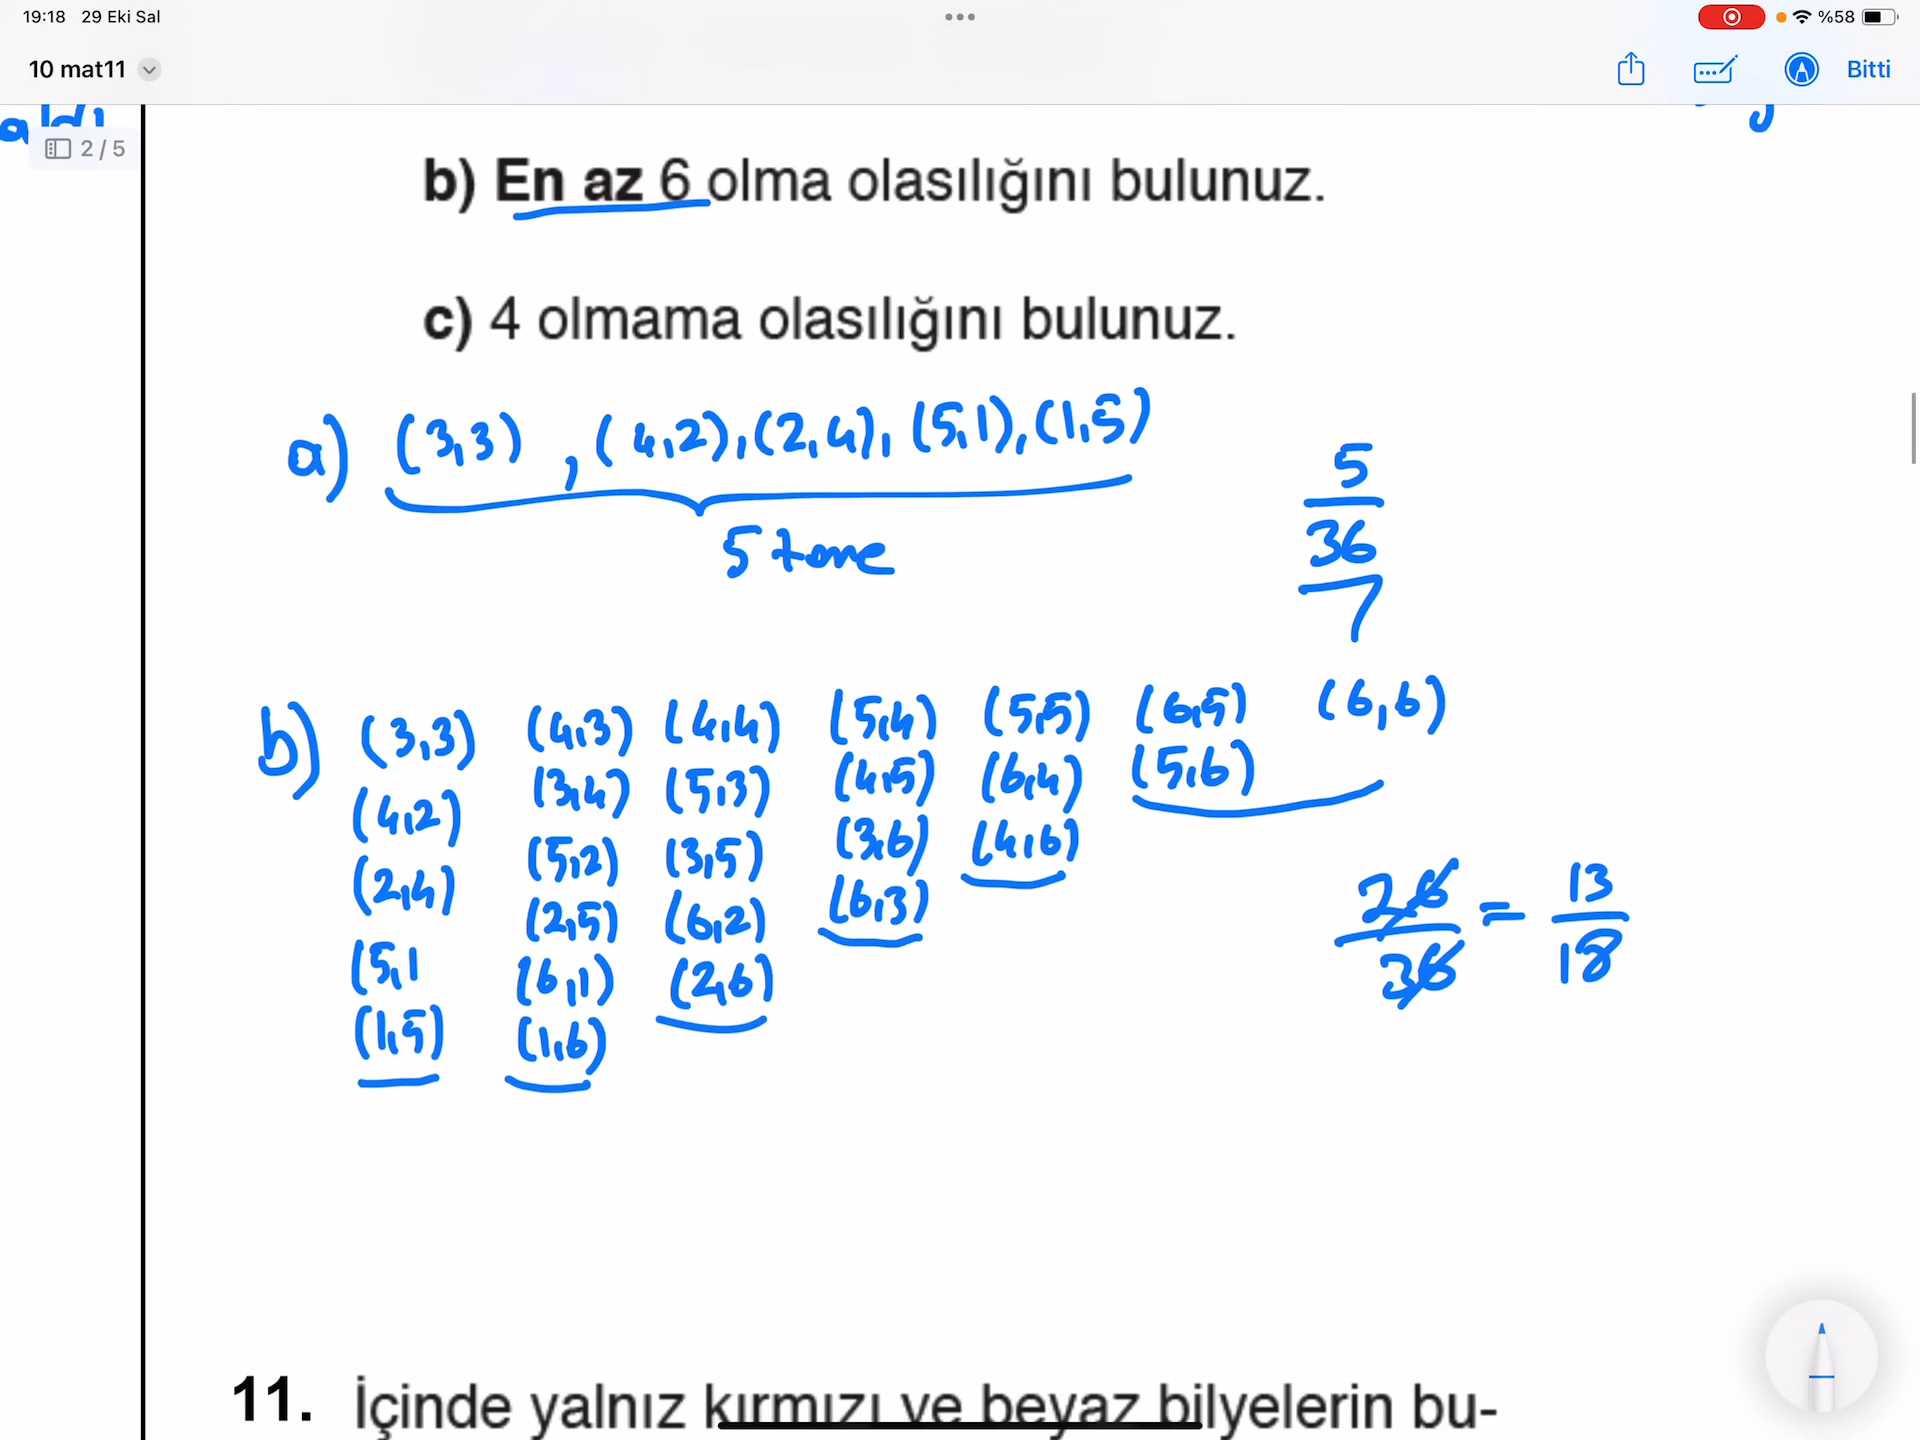 19:18 29 Eki Sal %58
10 mat11 Bitti
2 / 5
b) En az 6 olma olasılığını bulunuz.
c) 4 olmama olasılığını bulunuz.
a) (3,3) , (4,2), (2,4), (5,1), (1,5)
5 tane
5
36
7
b) (3,3) (4,3) (4,4) (5,4) (5,5) (6,5) (6,6)
(4,2) (3,4) (5,3) (4,5) (6,4) (5,6)
(2,4) (5,2) (3,5) (3,6) (4,6)
(5,1 (2,5) (6,2) (6,3)
(1,5) (6,1) (2,6)
(1,6)
26/36 = 13/18
11. İçinde yalnız kırmızı ve beyaz bilyelerin bu-